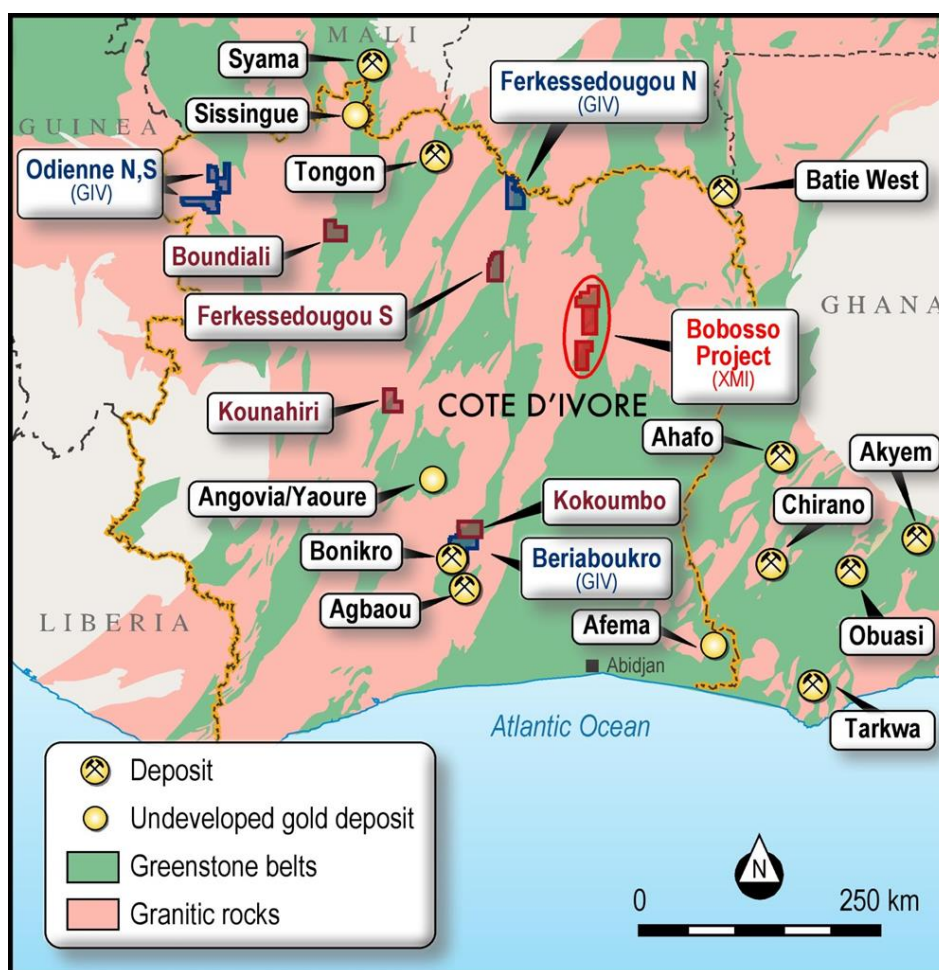 MALI
Syama
Ferkessedougou N
(GIV)
Sissingue
GUINEA
Odienne N,S
(GIV)
Tongon
Batie West
Boundiali
GHANA
Ferkessedougou S
Bobosso
Project
(XMI)
Kounahiri
COTE D'IVORE
Ahafo
Akyem
Angovia/Yaoure
Chirano
Kokoumbo
Bonikro
Beriaboukro
(GIV)
Agbaou
LIBERIA
Afema
Obuasi
Abidjan
Atlantic Ocean
Tarkwa
Deposit
Undeveloped gold deposit
Greenstone belts
Granitic rocks
N
0 250 km